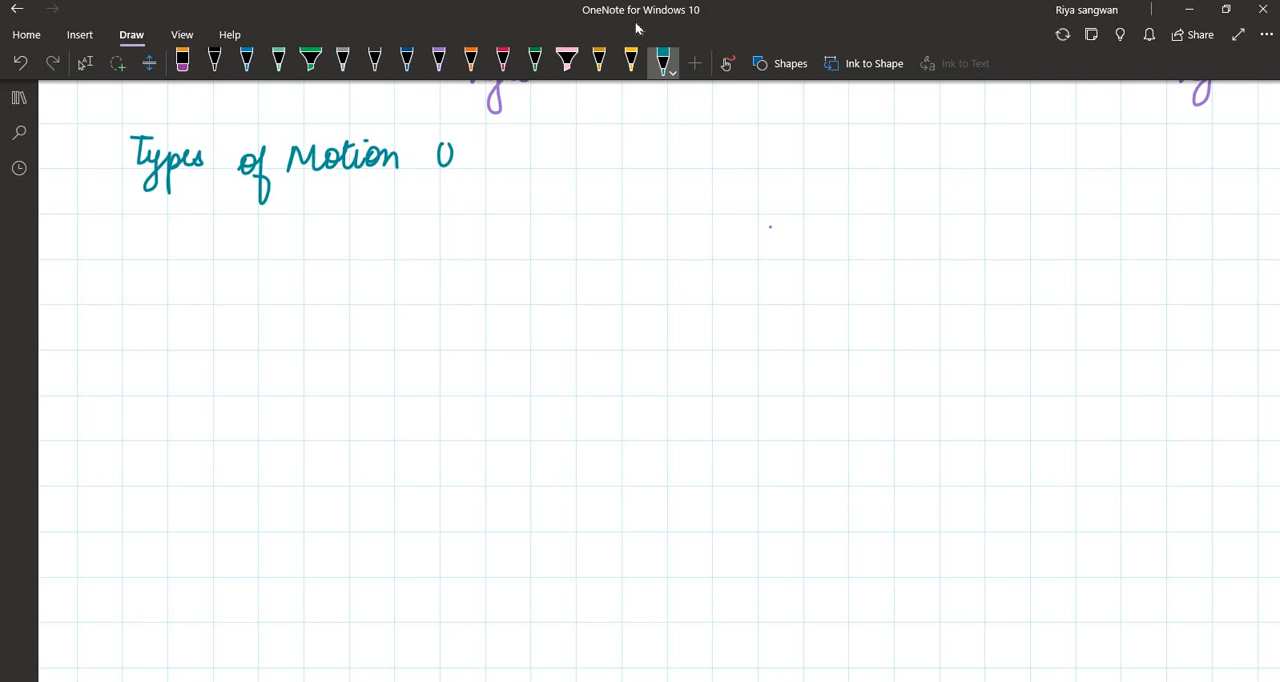 OneNote for Windows 10
Riya sangwan
Home Insert Draw View Help
Share
Shapes Ink to Shape Ink to Text
Types of Motion 0